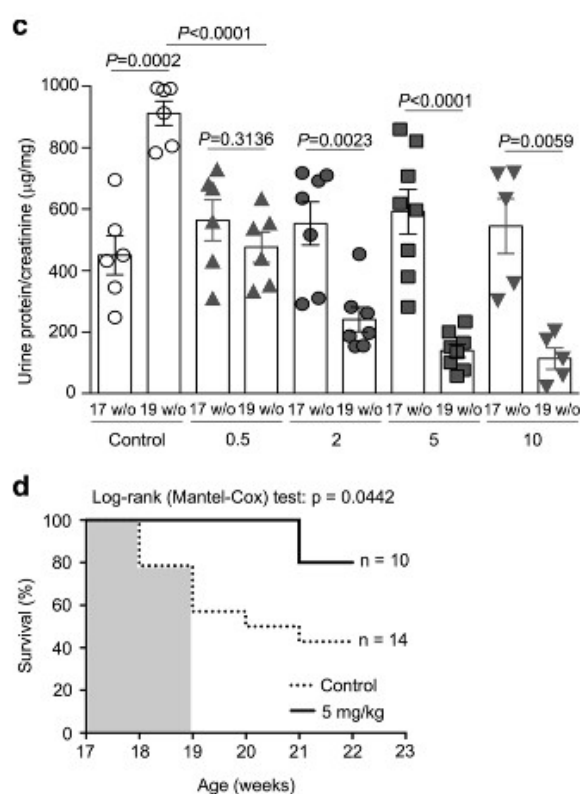 c
P<0.0001
P=0.0002
P<0.0001
P=0.3136
P=0.0023
P=0.0059
Urine protein/creatinine (µg/mg)
1000
800
600
400
200
0
17 w/o 19 w/o 17 w/o 19 w/o 17 w/o 19 w/o 17 w/o 19 w/o 17 w/o 19 w/o
Control 0.5 2 5 10
d
Log-rank (Mantel-Cox) test: p = 0.0442
Survival (%)
100
80
60
40
20
0
n = 10
n = 14
Control
5 mg/kg
17 18 19 20 21 22 23
Age (weeks)